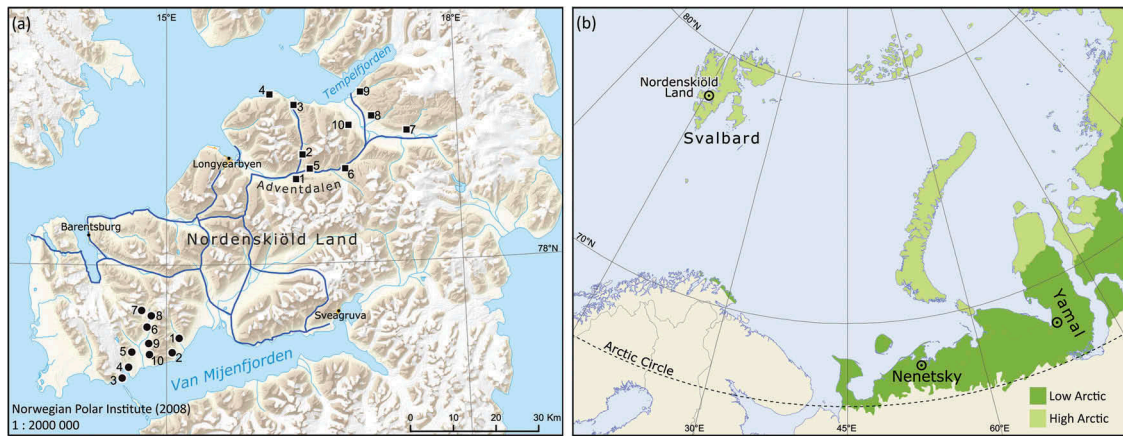 (a)
15°E
18°E
Tempelfjorden
4
3
9
8
10
7
2
Longyearbyen
5
6
1
Adventdalen
Barentsburg
Nordenskiöld Land
78°N
7
8
Sveagruva
6
1
9
5
10
2
4
3
Van Mijenfjorden
Norwegian Polar Institute (2008)
1 : 2000 000
0 10 20 30 Km
(b)
80°N
Nordenskiöld
Land
Svalbard
70°N
Yamal
Arctic Circle
Nenetsky
Low Arctic
High Arctic
30°E
45°E
60°E